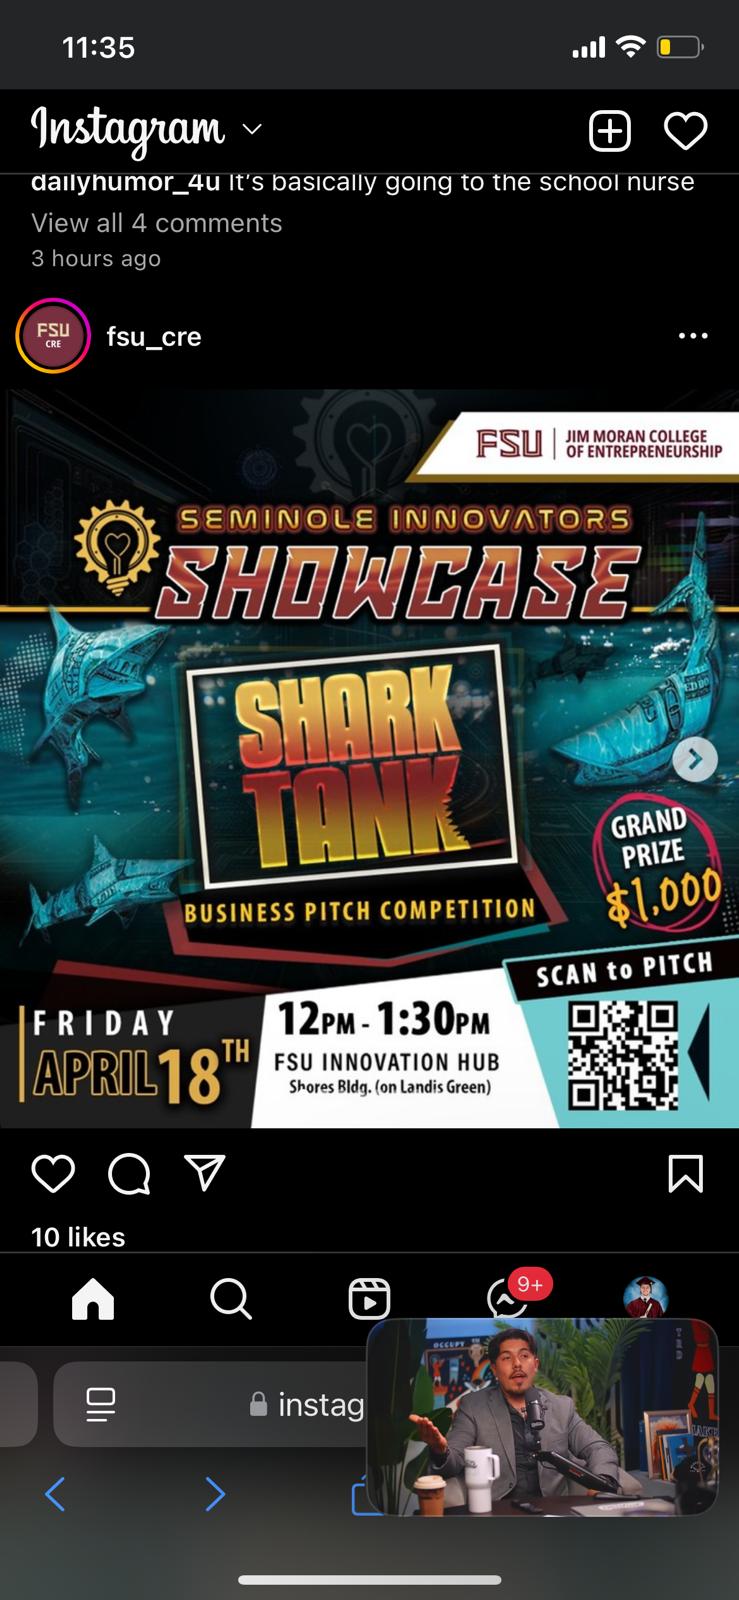 11:35
Instagram
dailyhumor_4u It's basically going to the school nurse
View all 4 comments
3 hours ago
FSU
CRE
fsu_cre
FSU | JIM MORAN COLLEGE
OF ENTREPRENEURSHIP
SEMINOLE INNOVATORS
SHOWCASE
SHARK
TANK
BUSINESS PITCH COMPETITION
GRAND
PRIZE
$1,000
SCAN to PITCH
FRIDAY
APRIL 18TH
12PM - 1:30PM
FSU INNOVATION HUB
Shores Bldg. (on Landis Green)
10 likes
9+
instag
OCCUPY